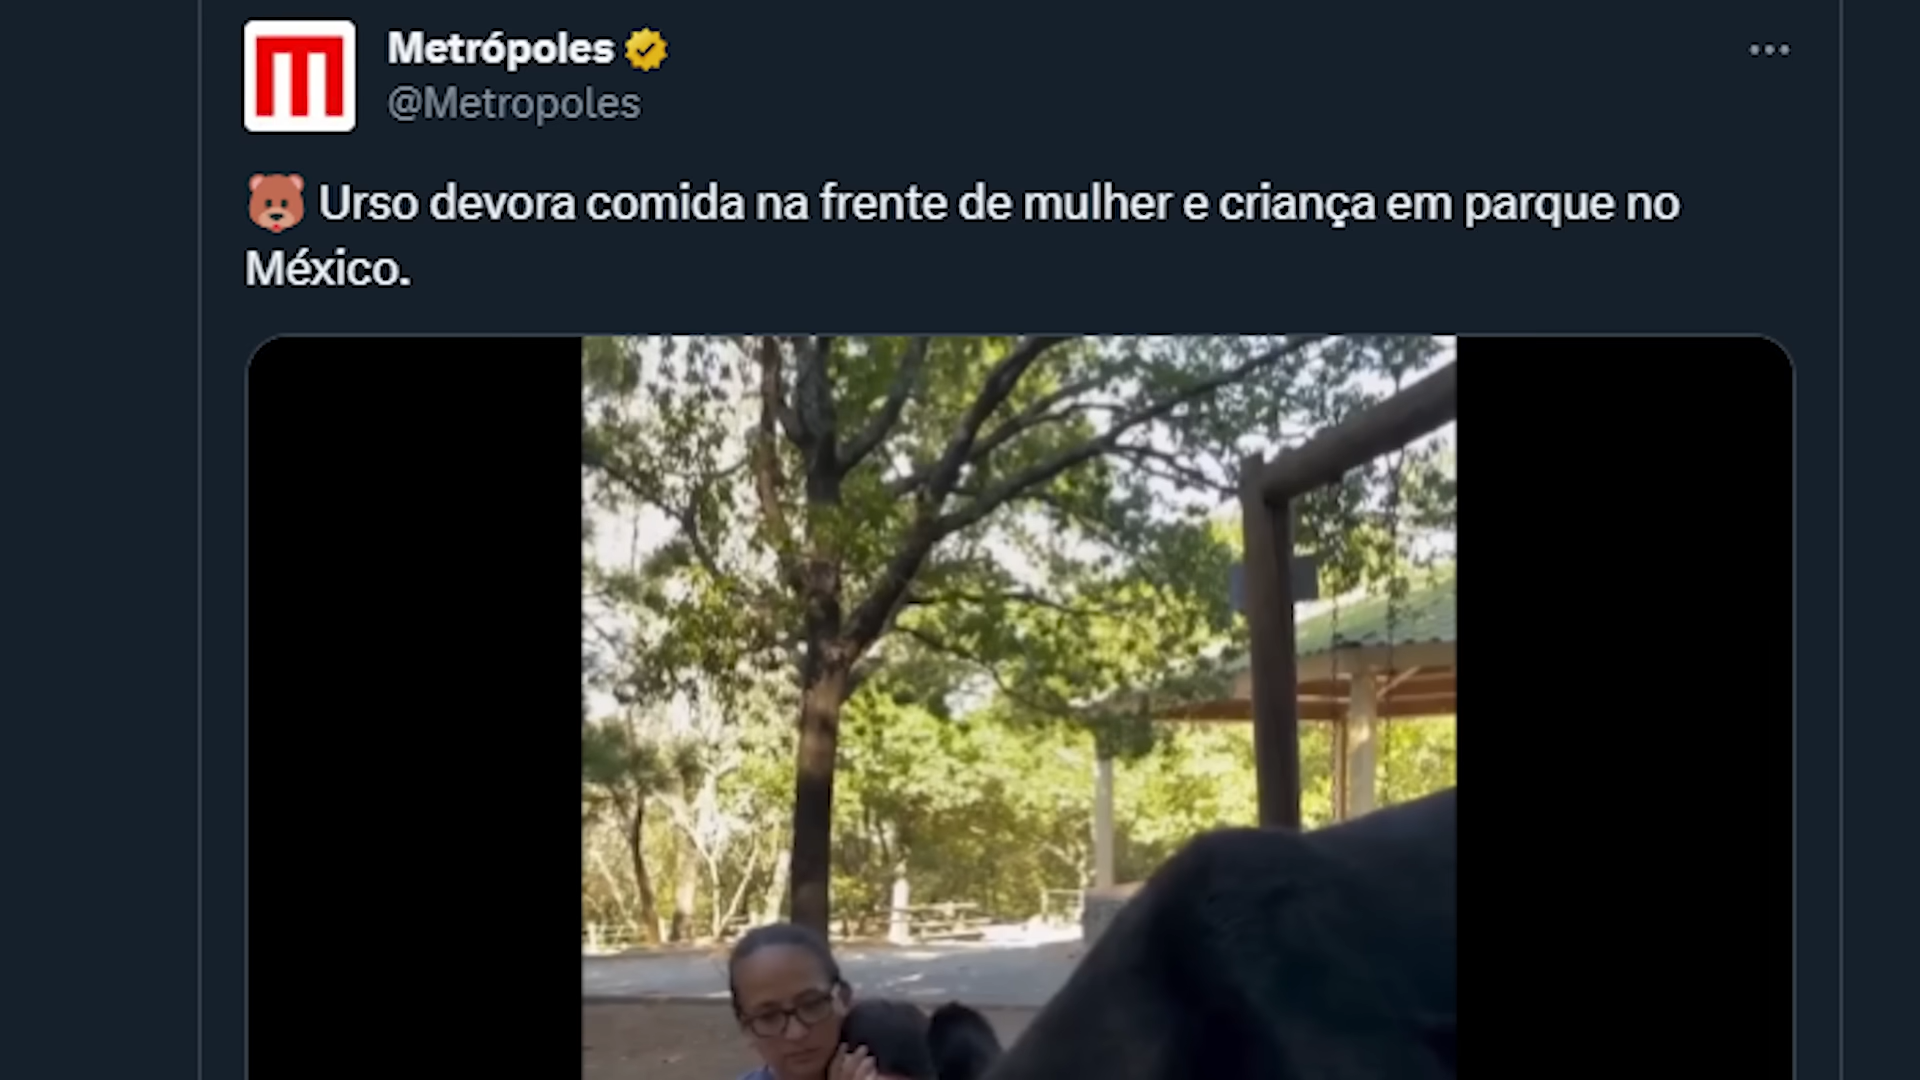 Metrópoles
@Metropoles
🐻 Urso devora comida na frente de mulher e criança em parque no
México.